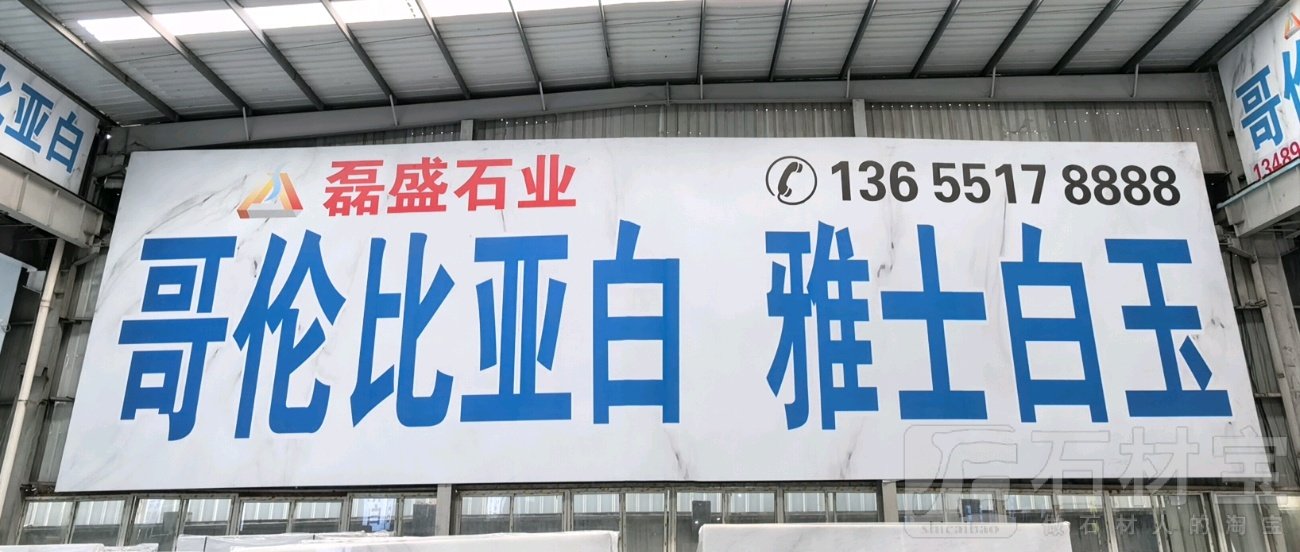 磊盛石业 136 5517 8888
哥伦比亚白 雅士白玉
比亚白
哥
13489
石材宝
shicaibao
做石材人的淘宝